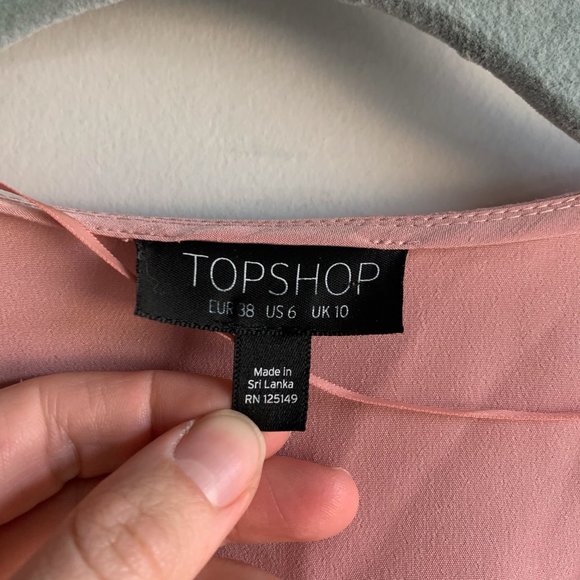 TOPSHOP
EUR 38 US 6 UK 10
Made in
Sri Lanka
RN 125149